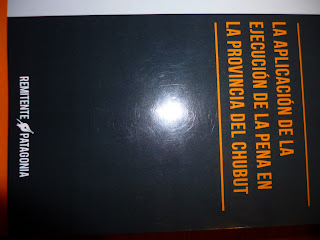 LA APLICACIÓN DE LA
EJECUCIÓN DE LA PENA EN
LA PROVINCIA DEL CHUBUT
REMITENTE PATAGONIA